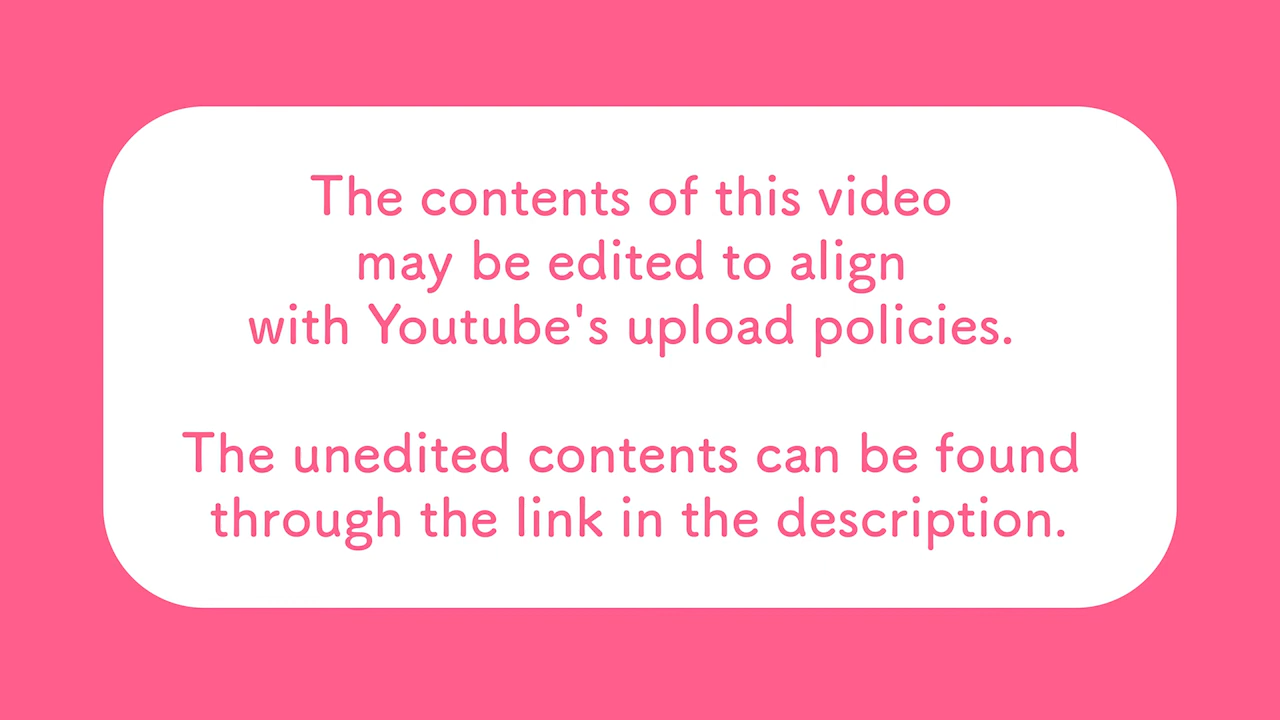 The contents of this video
may be edited to align
with Youtube's upload policies.
The unedited contents can be found
through the link in the description.